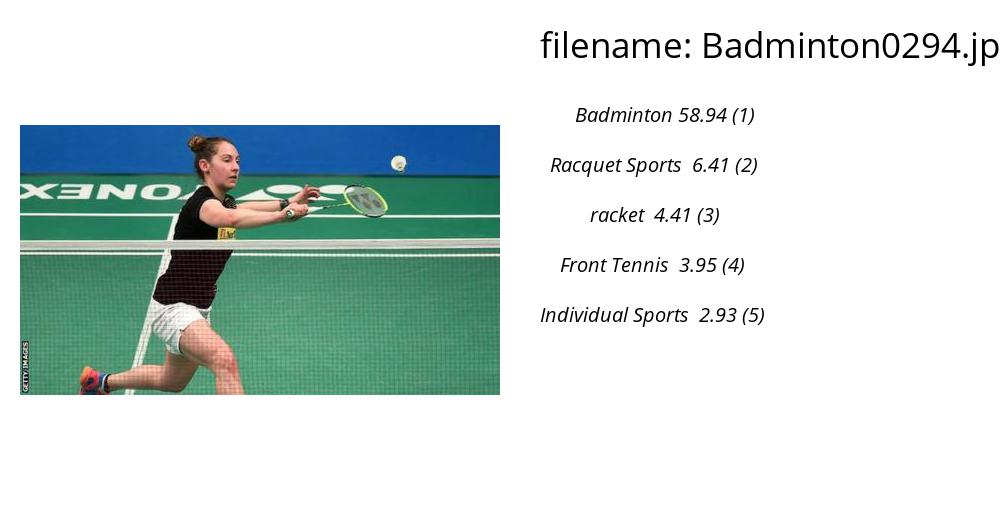 filename: Badminton0294.jp
Badminton 58.94 (1)
Racquet Sports 6.41 (2)
racket 4.41 (3)
Front Tennis 3.95 (4)
Individual Sports 2.93 (5)
YONEX
GETTY IMAGES